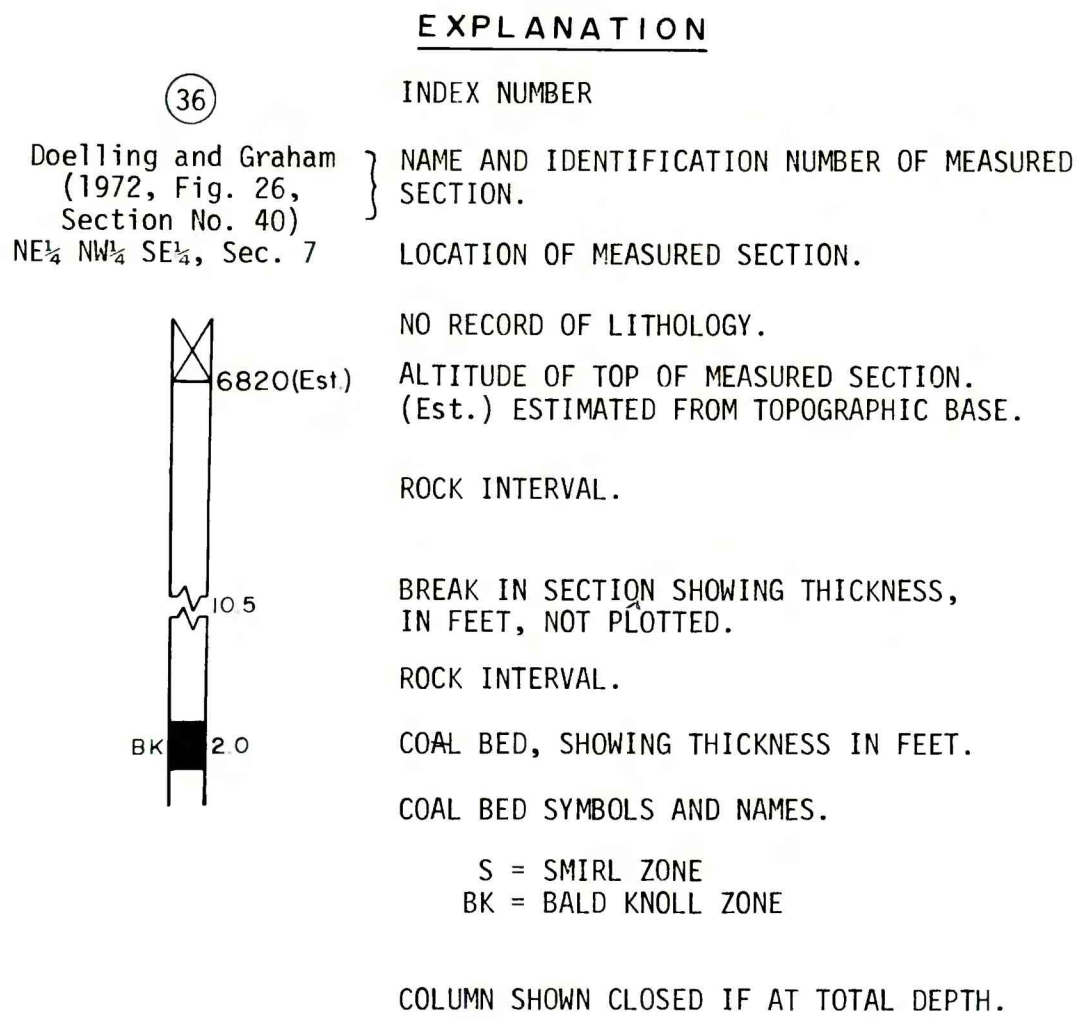 EXPLANATION
36
INDEX NUMBER
Doelling and Graham
(1972, Fig. 26,
Section No. 40)
NAME AND IDENTIFICATION NUMBER OF MEASURED
SECTION.
NE¼ NW¼ SE¼, Sec. 7
LOCATION OF MEASURED SECTION.
NO RECORD OF LITHOLOGY.
6820(Est.)
ALTITUDE OF TOP OF MEASURED SECTION.
(Est.) ESTIMATED FROM TOPOGRAPHIC BASE.
ROCK INTERVAL.
10.5
BREAK IN SECTION SHOWING THICKNESS,
IN FEET, NOT PLOTTED.
ROCK INTERVAL.
BK 2.0
COAL BED, SHOWING THICKNESS IN FEET.
COAL BED SYMBOLS AND NAMES.
S = SMIRL ZONE
BK = BALD KNOLL ZONE
COLUMN SHOWN CLOSED IF AT TOTAL DEPTH.